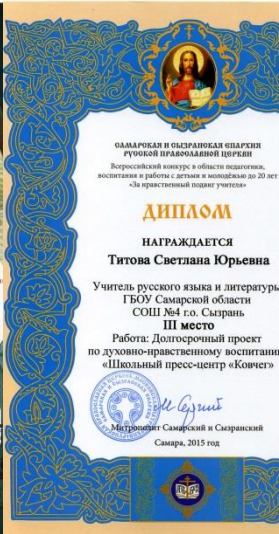 САМАРСКАЯ И СЫЗРАНСКАЯ ЕПАРХИЯ
РУССКОЙ ПРАВОСЛАВНОЙ ЦЕРКВИ
Всероссийский конкурс в области педагогики,
воспитания и работы с детьми и молодёжью до 20 лет
«За нравственный подвиг учителя»
ДИПЛОМ
НАГРАЖДАЕТСЯ
Титова Светлана Юрьевна
Учитель русского языка и литературы
ГБОУ Самарской области
СОШ №4 г.о. Сызрань
III место
Работа: Долгосрочный проект
по духовно-нравственному воспитани
«Школьный пресс-центр «Ковчег»
Митрополит Самарский и Сызранский
Самара, 2015 год